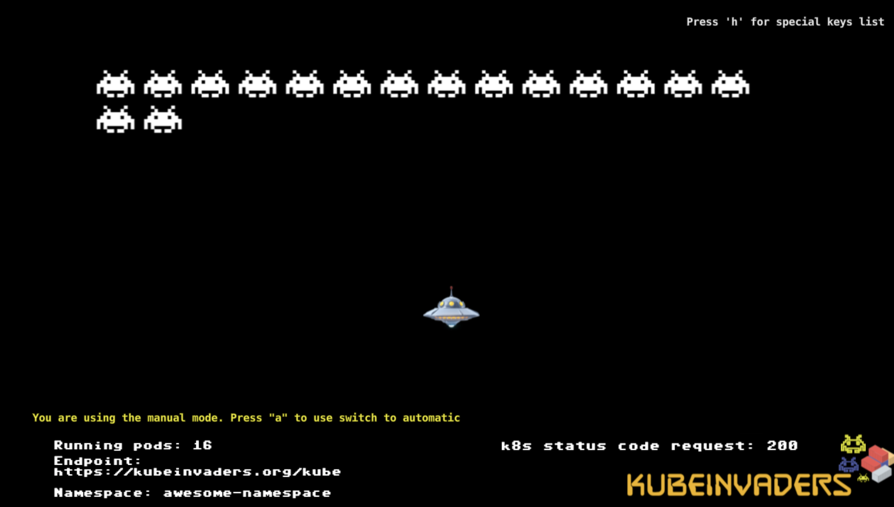 Press 'h' for special keys list
You are using the manual mode. Press "a" to use switch to automatic
Running pods: 16
k8s status code request: 200
Endpoint:
https://kubeinvaders.org/kube
Namespace: awesome-namespace
KUBEINVADERS